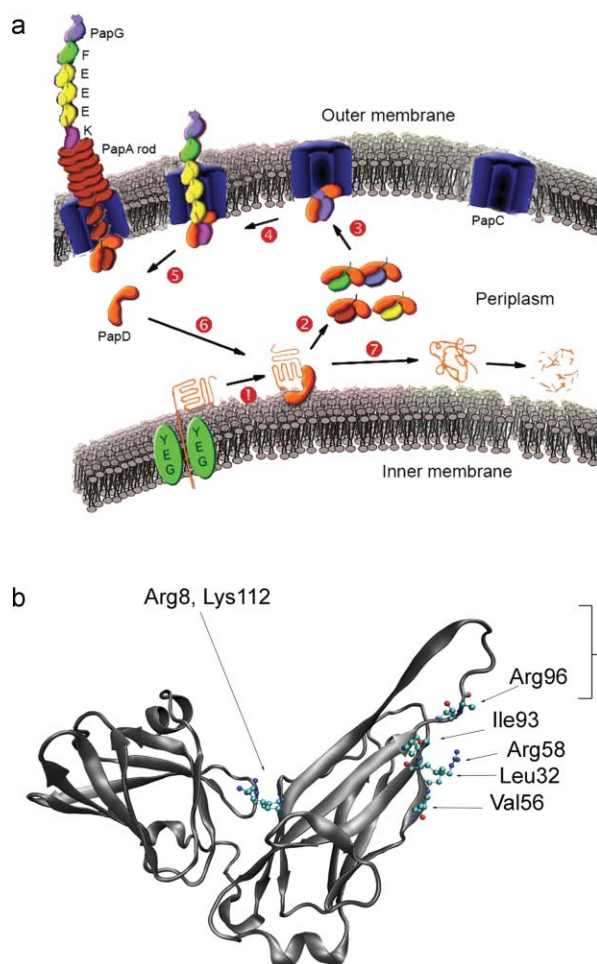 a
PapG
F
E
E
E
K
PapA rod
Outer membrane
PapC
4
3
5
Periplasm
PapD
6
2
7
1
YEG
YEG
Inner membrane
b
Arg8, Lys112
Arg96
Ile93
Arg58
Leu32
Val56